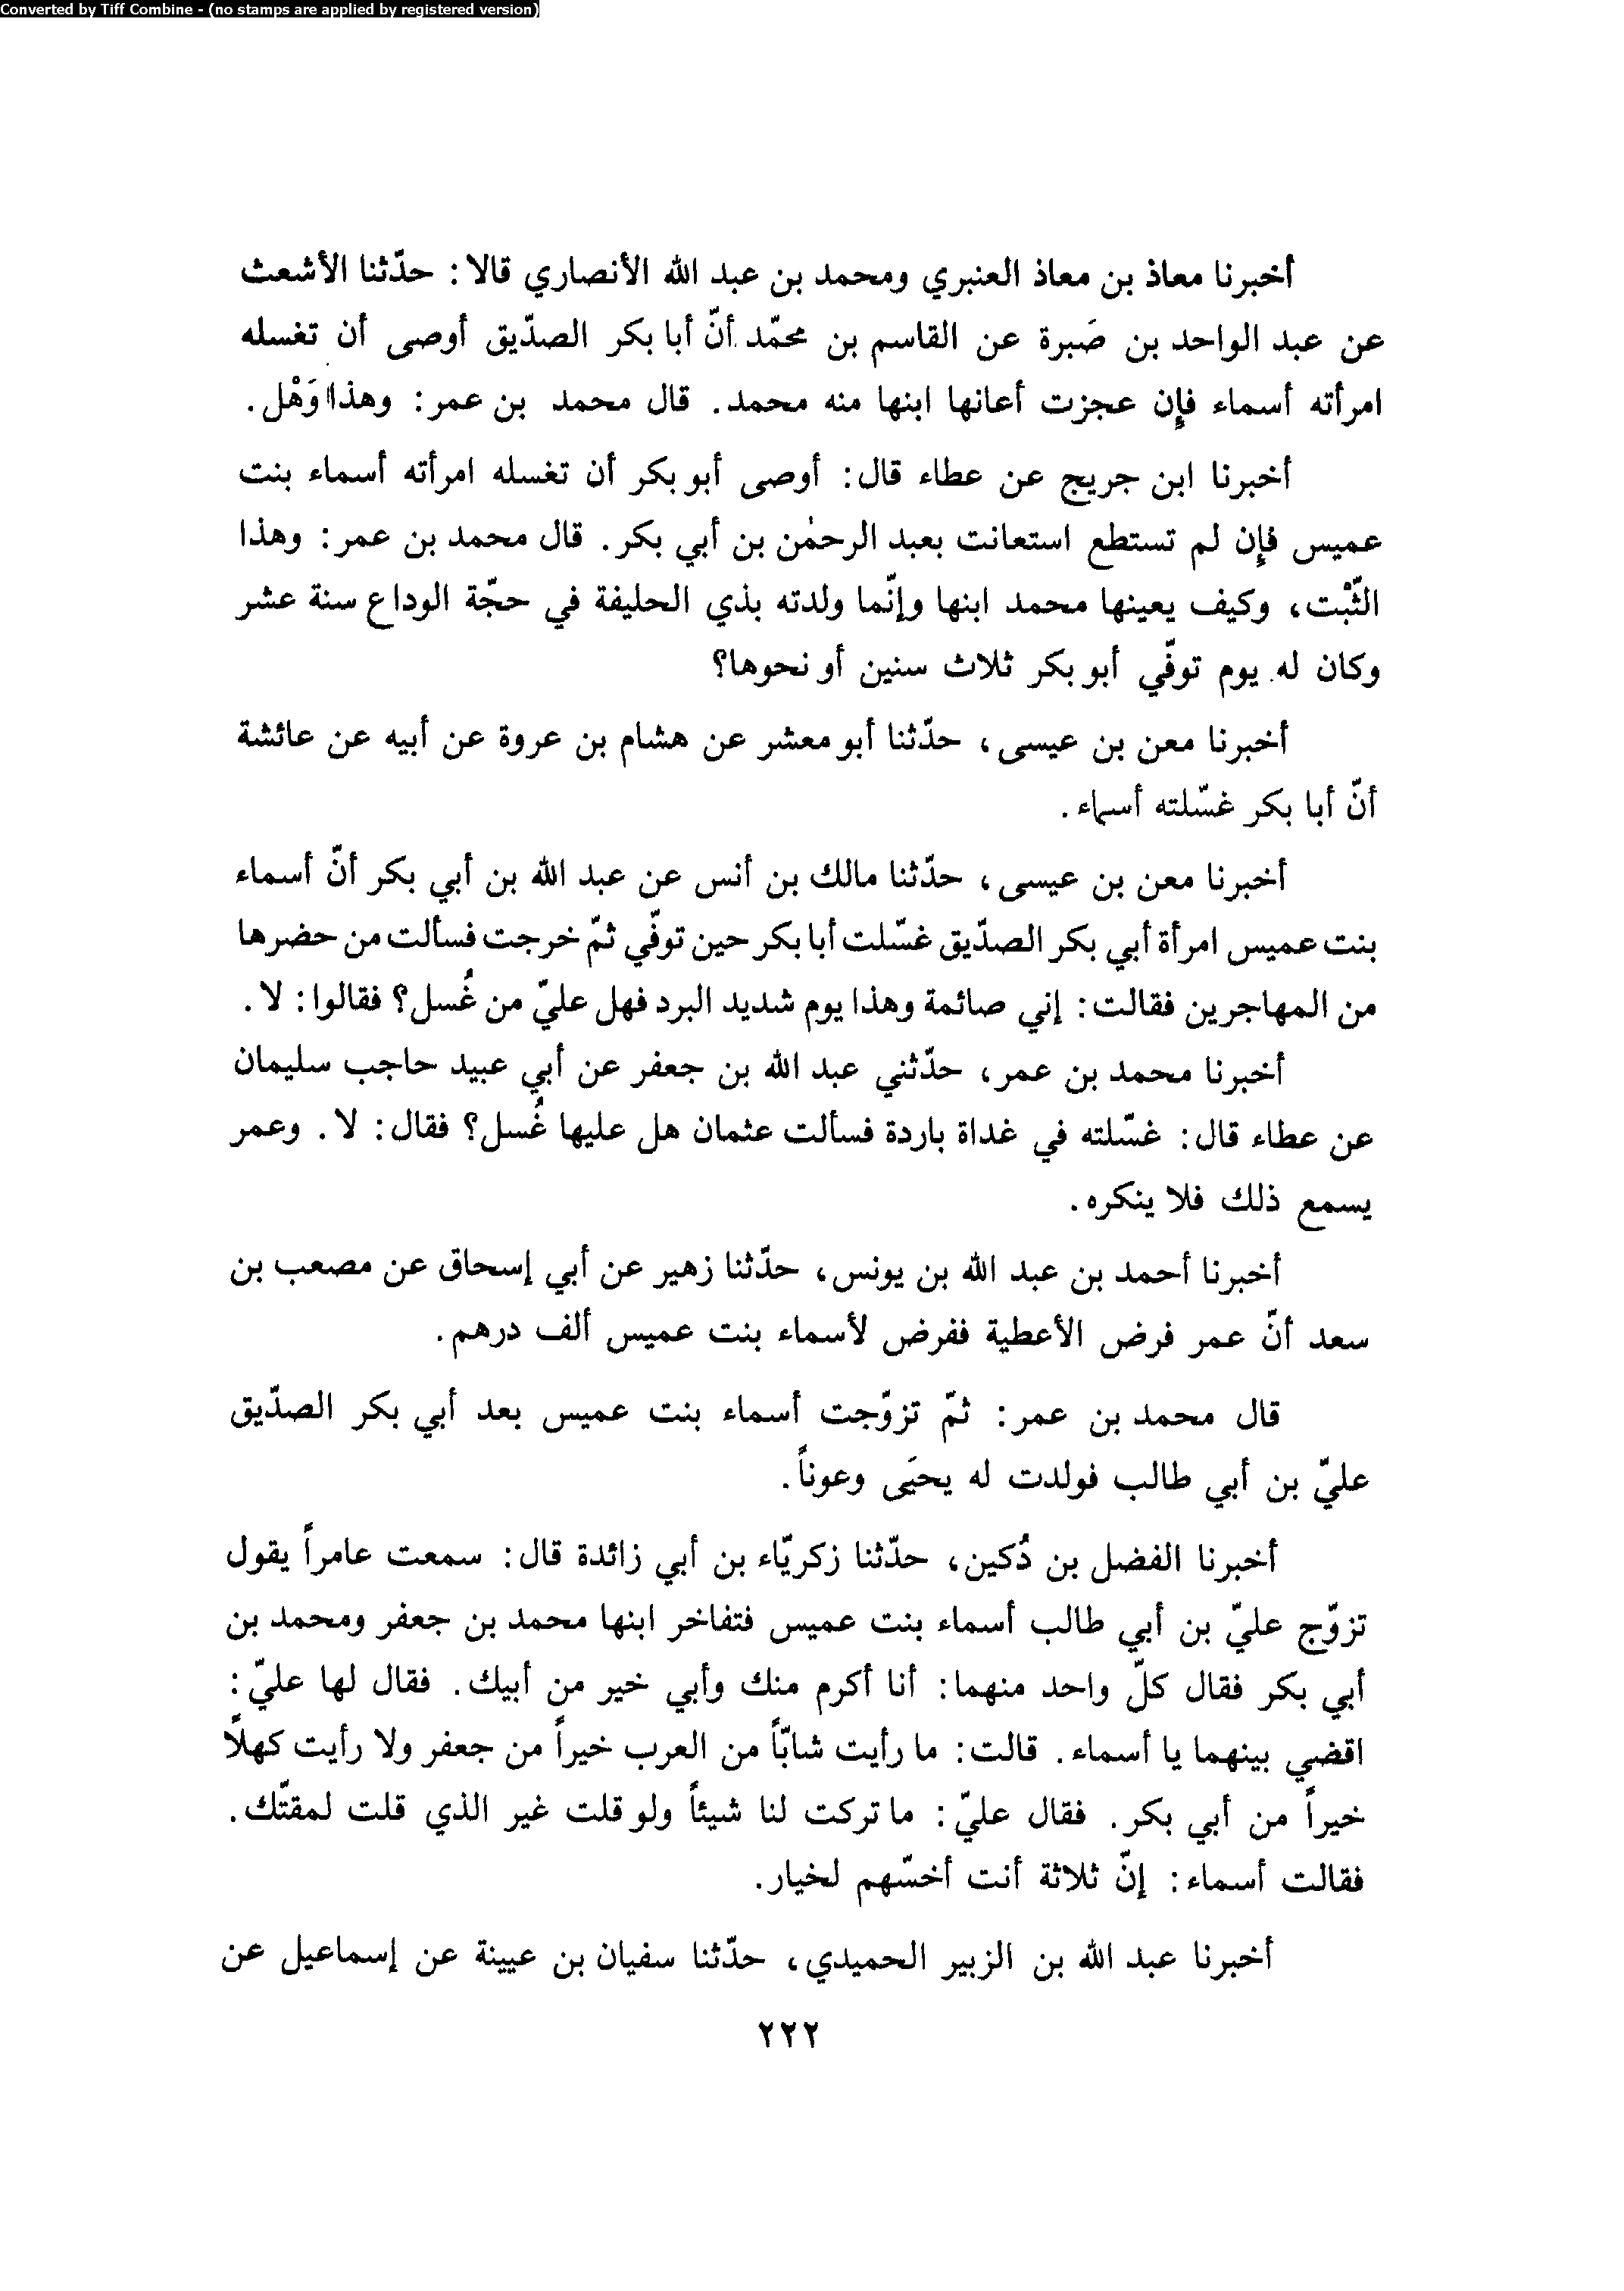 Converted by Tiff Combine - (no stamps are applied by registered version)
أخبرنا معاذ بن معاذ العنبري ومحمد بن عبد الله الأنصاري قالا: حدّثنا الأشعث
عن عبد الواحد بن صَبرة عن القاسم بن محمّد أنّ أبا بكر الصدّيق أوصى أن تغسله
امرأته أسماء فإن عجزت أعانها ابنها منه محمد. قال محمد بن عمر: وهذا وَهْل.
أخبرنا ابن جريج عن عطاء قال: أوصى أبو بكر أن تغسله امرأته أسماء بنت
عميس فإن لم تستطع استعانت بعبد الرحمٰن بن أبي بكر. قال محمد بن عمر: وهذا
الثّبْت، وكيف يعينها محمد ابنها وإنّما ولدته بذي الحليفة في حجّة الوداع سنة عشر
وكان له يوم توفّي أبو بكر ثلاث سنين أو نحوها؟
أخبرنا معن بن عيسى، حدّثنا أبو معشر عن هشام بن عروة عن أبيه عن عائشة
أنّ أبا بكر غسّلته أسماء.
أخبرنا معن بن عيسى، حدّثنا مالك بن أنس عن عبد الله بن أبي بكر أنّ أسماء
بنت عميس امرأة أبي بكر الصدّيق غسّلت أبا بكر حين توفّي ثمّ خرجت فسألت من حضرها
من المهاجرين فقالت: إني صائمة وهذا يوم شديد البرد فهل عليّ من غُسل؟ فقالوا: لا.
أخبرنا محمد بن عمر، حدّثني عبد الله بن جعفر عن أبي عبيد حاجب سليمان
عن عطاء قال: غسّلته في غداة باردة فسألت عثمان هل عليها غُسل؟ فقال: لا. وعمر
يسمع ذلك فلا ينكره.
أخبرنا أحمد بن عبد الله بن يونس، حدّثنا زهير عن أبي إسحاق عن مصعب بن
سعد أنّ عمر فرض الأعطية ففرض لأسماء بنت عميس ألف درهم.
قال محمد بن عمر: ثمّ تزوّجت أسماء بنت عميس بعد أبي بكر الصدّيق
عليّ بن أبي طالب فولدت له يحيَى وعوناً.
أخبرنا الفضل بن دُكين، حدّثنا زكريّاء بن أبي زائدة قال: سمعت عامراً يقول
تزوّج عليّ بن أبي طالب أسماء بنت عميس فتفاخر ابنها محمد بن جعفر ومحمد بن
أبي بكر فقال كلّ واحد منهما: أنا أكرم منك وأبي خير من أبيك. فقال لها عليّ:
اقضي بينهما يا أسماء. قالت: ما رأيت شابّاً من العرب خيراً من جعفر ولا رأيت كهلاً
خيراً من أبي بكر. فقال عليّ: ما تركت لنا شيئاً ولو قلت غير الذي قلت لمقتّك.
فقالت أسماء: إنّ ثلاثة أنت أخسّهم لخيار.
أخبرنا عبد الله بن الزبير الحميدي، حدّثنا سفيان بن عيينة عن إسماعيل عن
٢٢٢